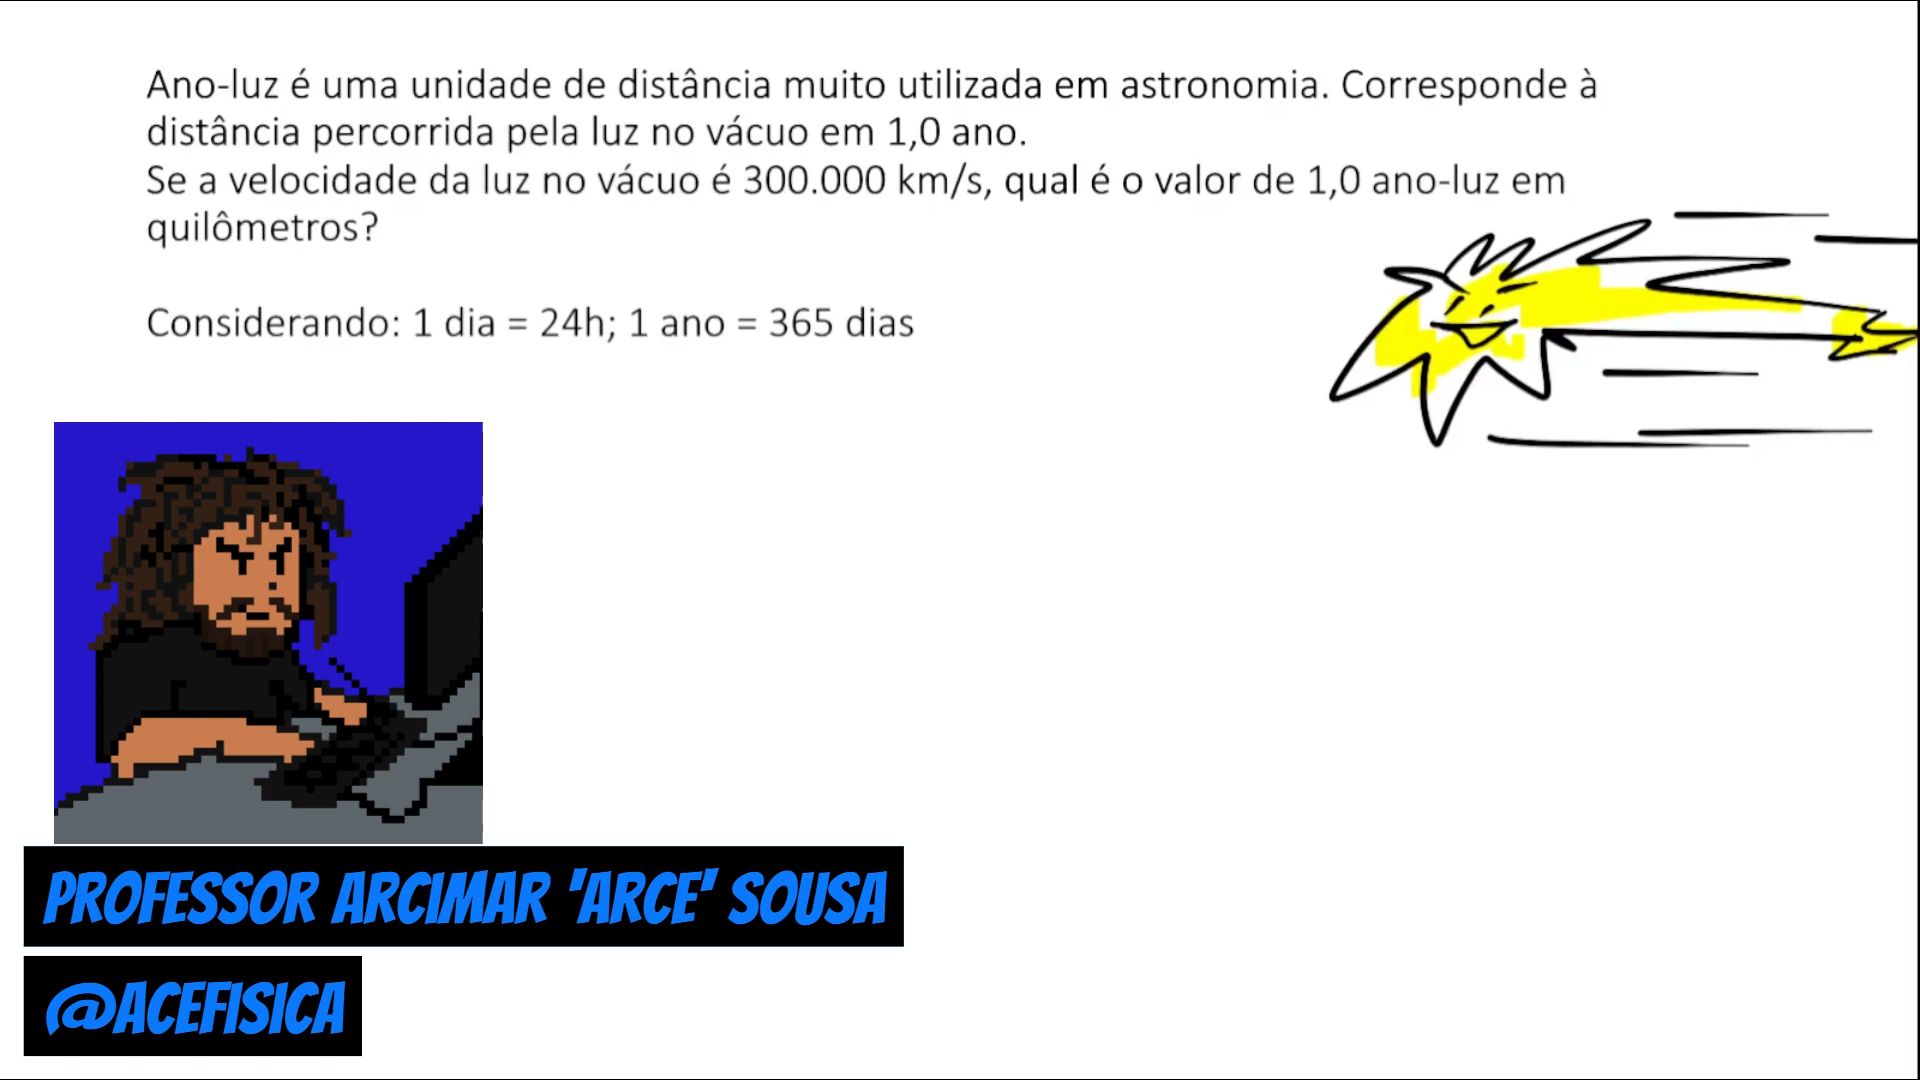 Ano-luz é uma unidade de distância muito utilizada em astronomia. Corresponde à
distância percorrida pela luz no vácuo em 1,0 ano.
Se a velocidade da luz no vácuo é 300.000 km/s, qual é o valor de 1,0 ano-luz em
quilômetros?
Considerando: 1 dia = 24h; 1 ano = 365 dias
PROFESSOR ARCIMAR 'ARCE' SOUSA
@ACEFISICA